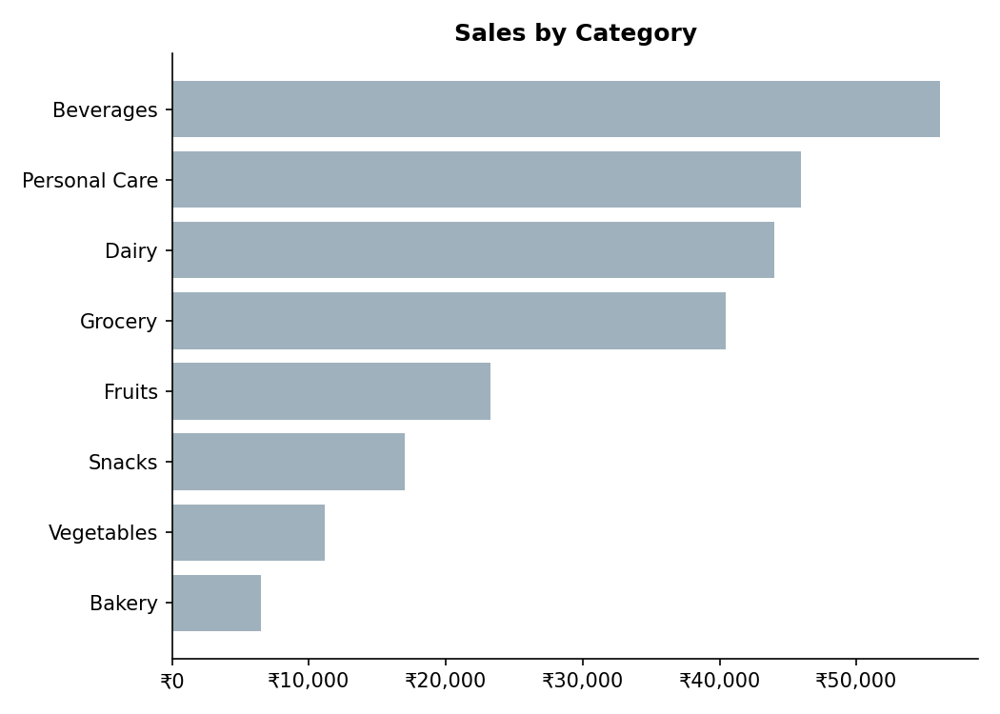 Sales by Category
Beverages
Personal Care
Dairy
Grocery
Fruits
Snacks
Vegetables
Bakery
₹0 ₹10,000 ₹20,000 ₹30,000 ₹40,000 ₹50,000